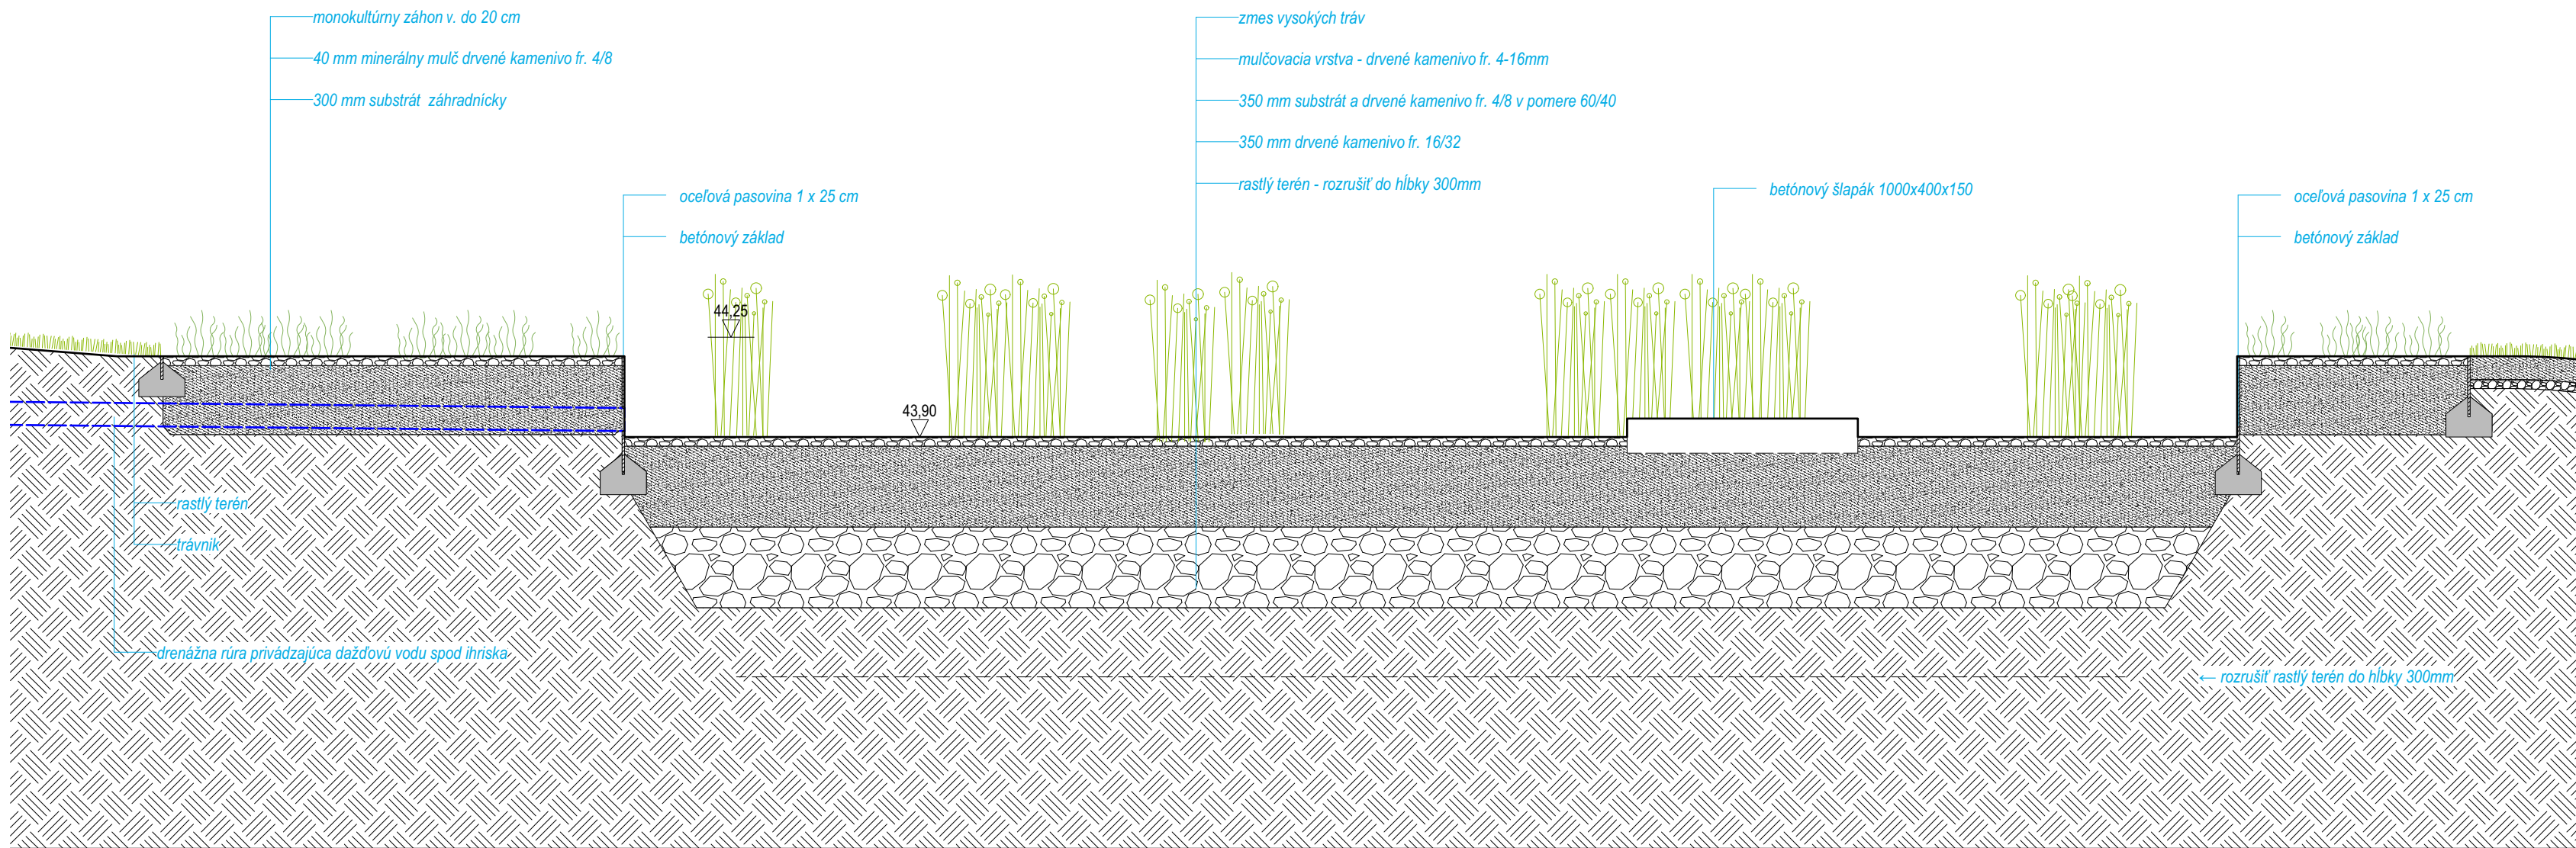 monokultúrny záhon v. do 20 cm
40 mm minerálny mulč drvené kamenivo fr. 4/8
300 mm substrát záhradnícky
zmes vysokých tráv
mulčovacia vrstva - drvené kamenivo fr. 4-16mm
350 mm substrát a drvené kamenivo fr. 4/8 v pomere 60/40
350 mm drvené kamenivo fr. 16/32
rastlý terén - rozrušiť do hĺbky 300mm
oceľová pasovina 1 x 25 cm
betónový základ
betónový šlapák 1000x400x150
oceľová pasovina 1 x 25 cm
betónový základ
44,25
43,90
rastlý terén
trávnik
drenážna rúra privádzajúca dažďovú vodu spod ihriska
← rozrušiť rastlý terén do hĺbky 300mm